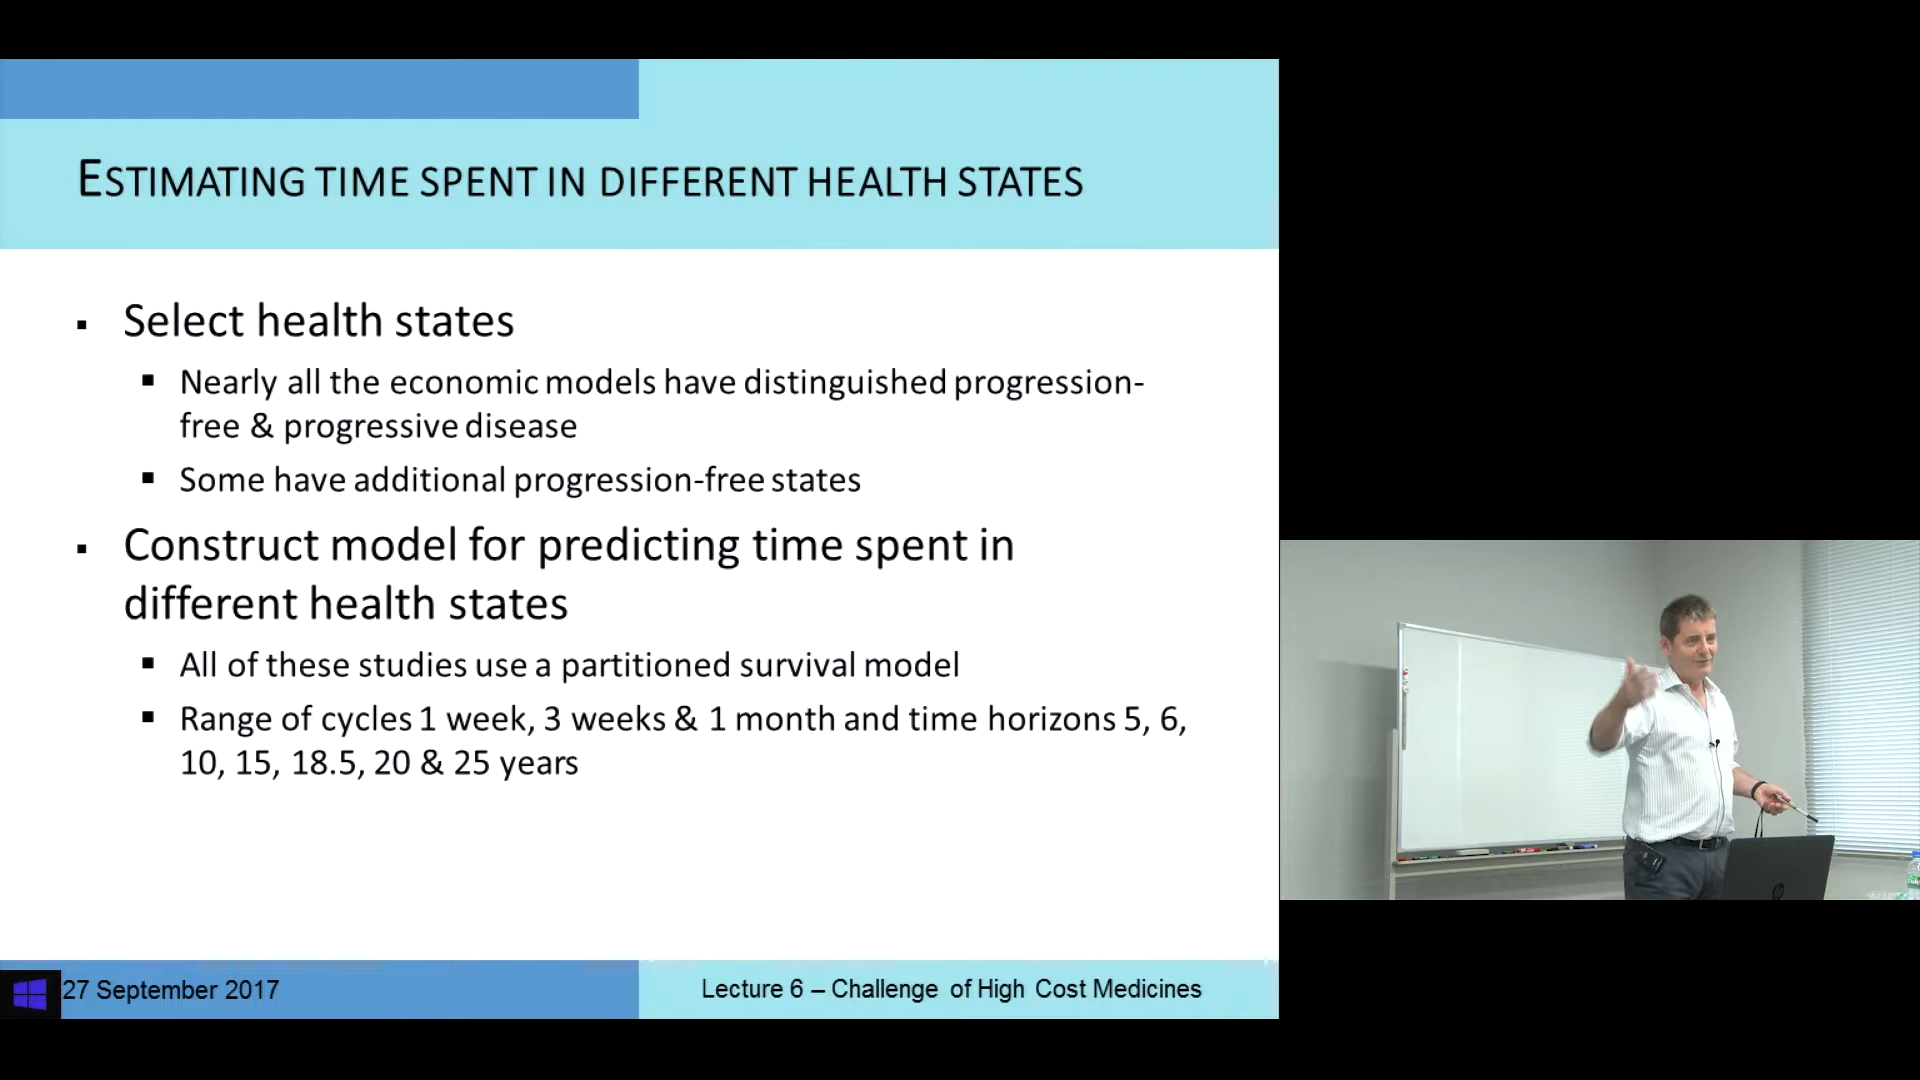 ESTIMATING TIME SPENT IN DIFFERENT HEALTH STATES
▪ Select health states
▪ Nearly all the economic models have distinguished progression-
free & progressive disease
▪ Some have additional progression-free states
▪ Construct model for predicting time spent in
different health states
▪ All of these studies use a partitioned survival model
▪ Range of cycles 1 week, 3 weeks & 1 month and time horizons 5, 6,
10, 15, 18.5, 20 & 25 years
27 September 2017
Lecture 6 – Challenge of High Cost Medicines